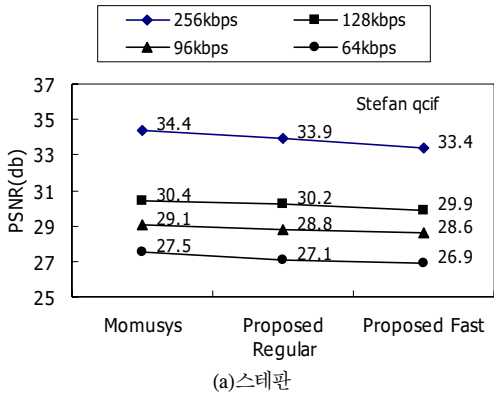 256kbps 128kbps
96kbps 64kbps
37
35
33
31
29
27
25
PSNR(db)
Stefan qcif
34.4 33.9 33.4
30.4 30.2 29.9
29.1 28.8 28.6
27.5 27.1 26.9
Momusys Proposed Proposed Fast
Regular
(a)스테판